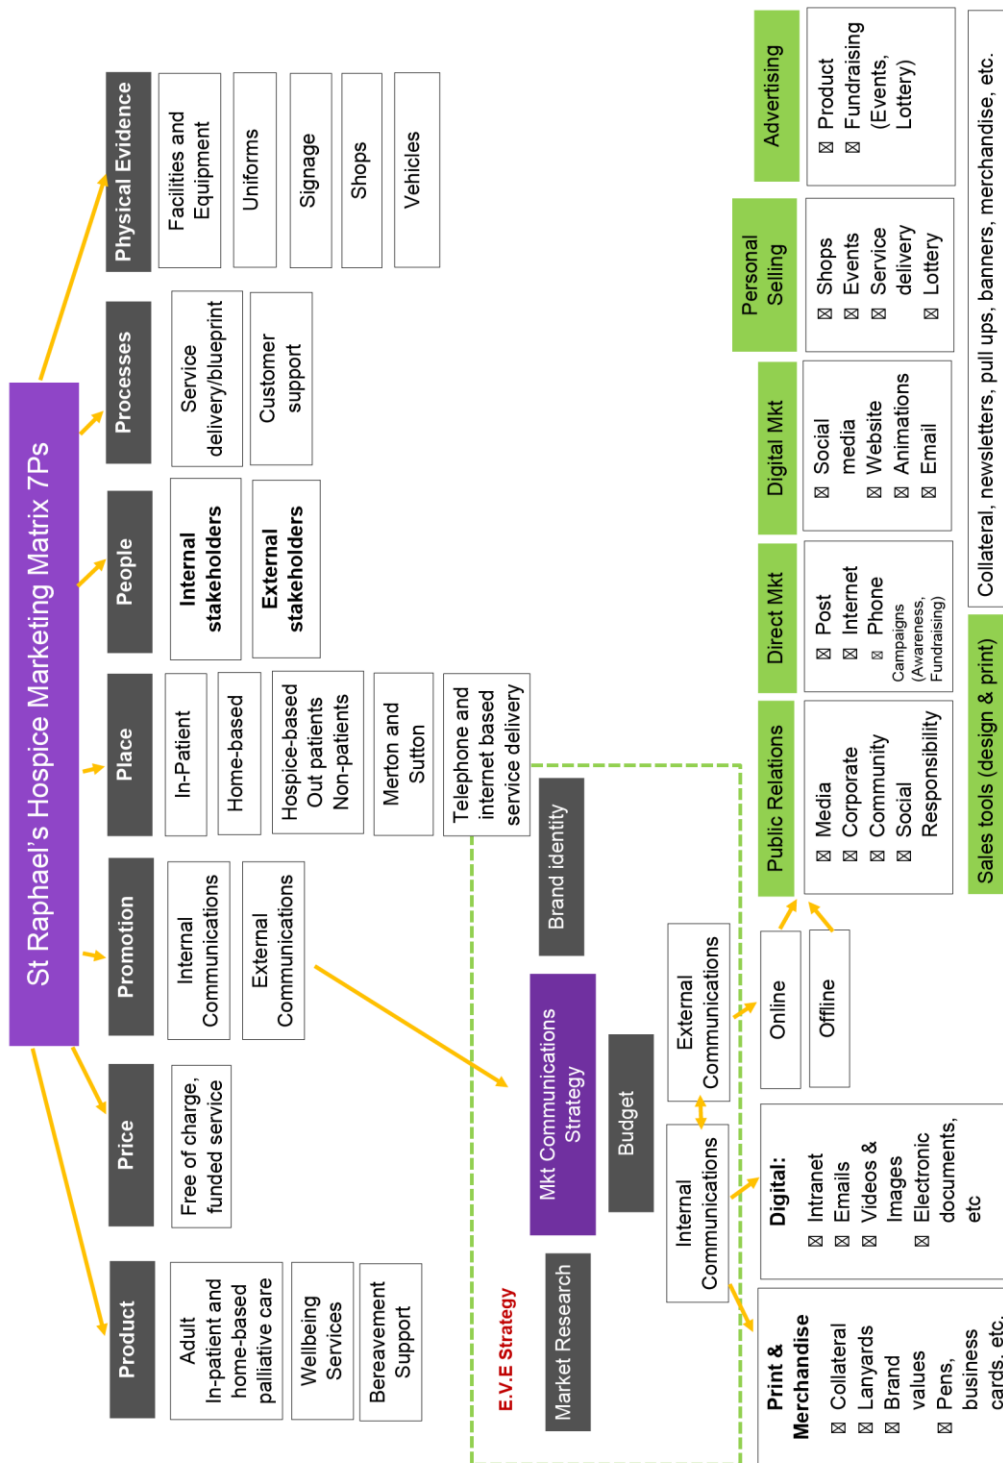 St Raphael's Hospice Marketing Matrix 7Ps
Product
Adult
In-patient and
home-based
palliative care
Wellbeing
Services
Bereavement
Support
Price
Free of charge,
funded service
Promotion
Internal
Communications
External
Communications
Place
In-Patient
Home-based
Hospice-based
Out patients
Non-patients
Merton and
Sutton
Telephone and
internet based
service delivery
People
Internal
stakeholders
External
stakeholders
Processes
Service
delivery/blueprint
Customer
support
Physical Evidence
Facilities and
Equipment
Uniforms
Signage
Shops
Vehicles
E.V.E Strategy
Market Research
Mkt Communications
Strategy
Brand identity
Budget
Internal
Communications
External
Communications
Print &
Merchandise
☒ Collateral
☒ Lanyards
☒ Brand
values
☒ Pens,
business
cards, etc.
Digital:
☒ Intranet
☒ Emails
☒ Videos &
Images
☒ Electronic
documents,
etc
Online
Offline
Public Relations
☒ Media
☒ Corporate
☒ Community
☒ Social
Responsibility
Direct Mkt
☒ Post
☒ Internet
☒ Phone
Campaigns
(Awareness,
Fundraising)
Digital Mkt
☒ Social
media
☒ Website
☒ Animations
☒ Email
Personal
Selling
☒ Shops
☒ Events
☒ Service
delivery
☒ Lottery
Advertising
☒ Product
☒ Fundraising
(Events,
Lottery)
Sales tools (design & print)
Collateral, newsletters, pull ups, banners, merchandise, etc.